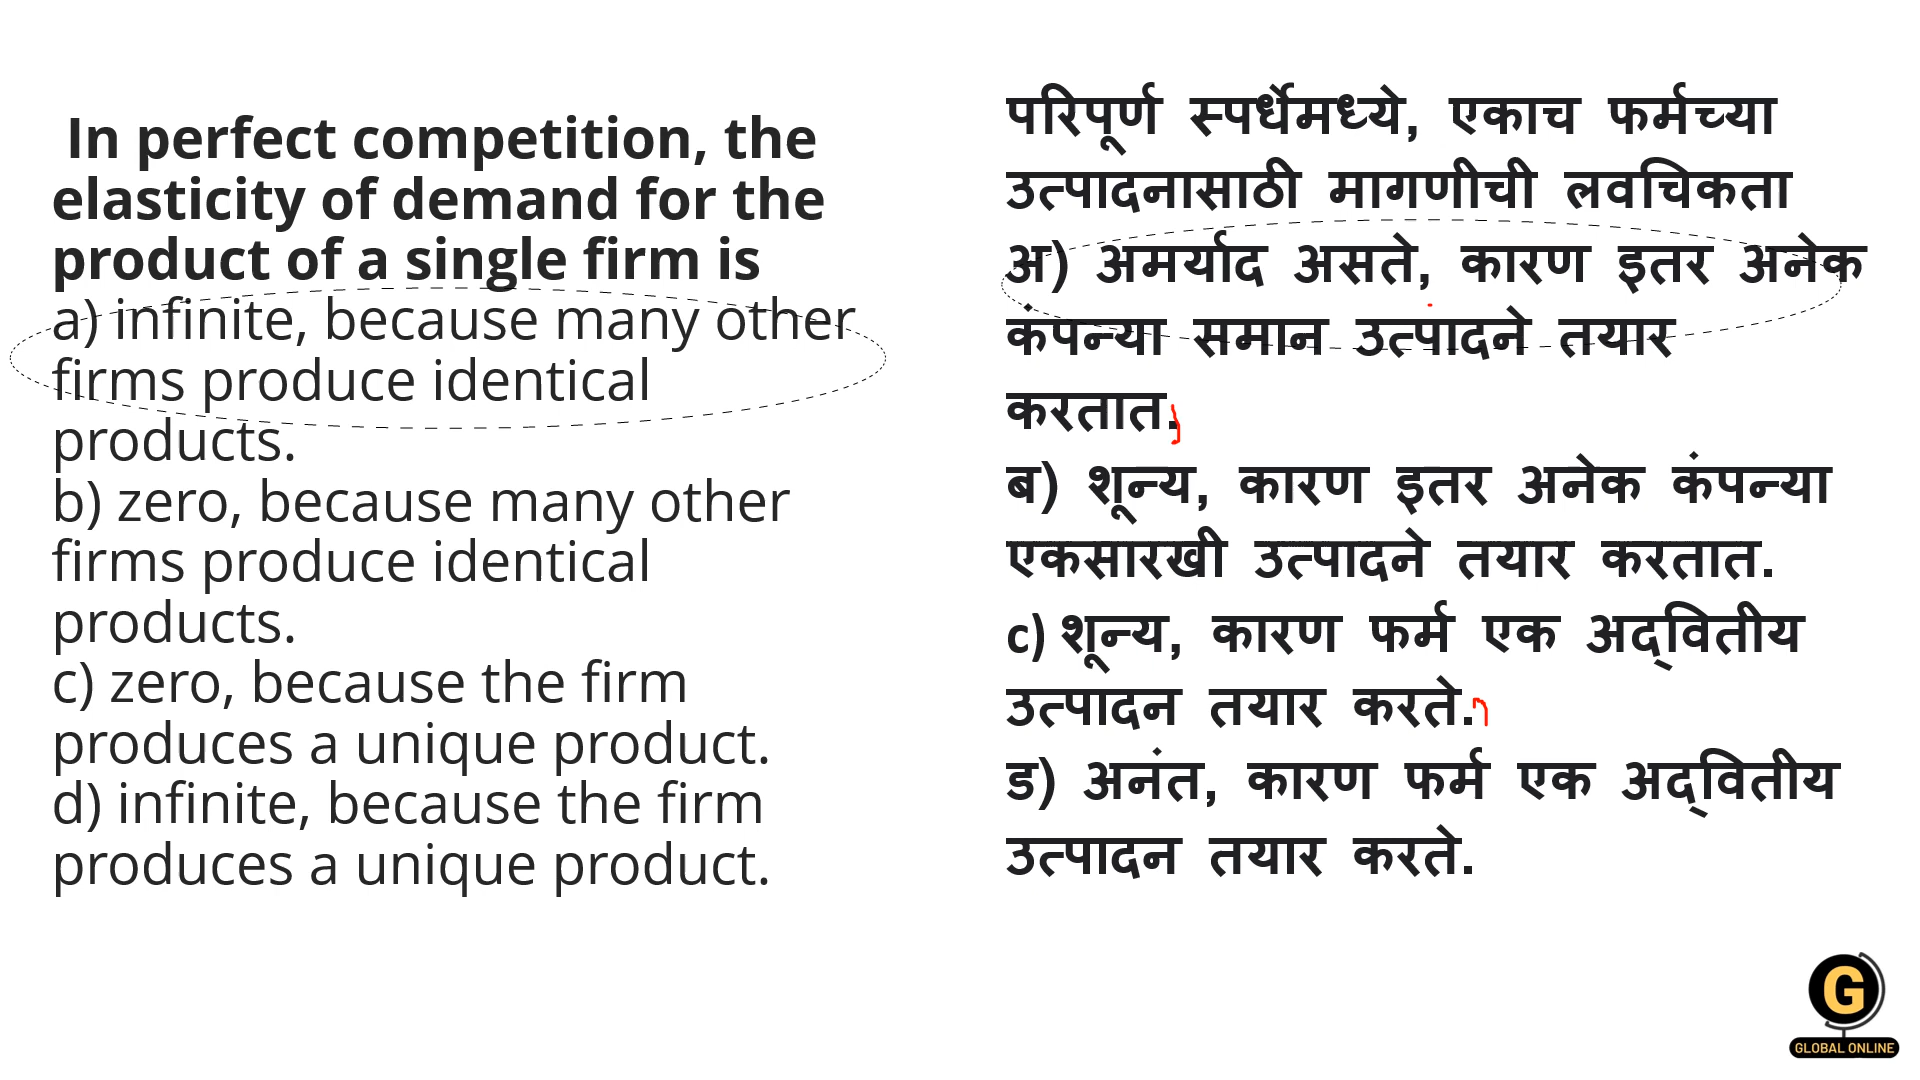 In perfect competition, the
elasticity of demand for the
product of a single firm is
a) infinite, because many other
firms produce identical
products.
b) zero, because many other
firms produce identical
products.
c) zero, because the firm
produces a unique product.
d) infinite, because the firm
produces a unique product.
परिपूर्ण स्पर्धेमध्ये, एकाच फर्मच्या
उत्पादनासाठी मागणीची लवचिकता
अ) अमर्याद असते, कारण इतर अनेक
कंपन्या समान उत्पादने तयार
करतात.
ब) शून्य, कारण इतर अनेक कंपन्या
एकसारखी उत्पादने तयार करतात.
c) शून्य, कारण फर्म एक अद्वितीय
उत्पादन तयार करते.
ड) अनंत, कारण फर्म एक अद्वितीय
उत्पादन तयार करते.
G
GLOBAL ONLINE